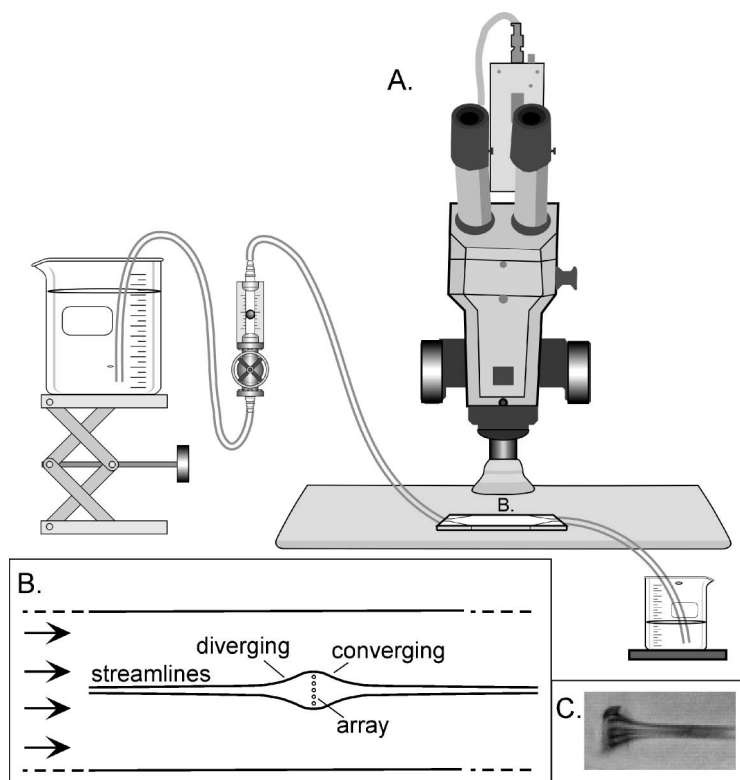 A.
B.
B.
diverging
converging
streamlines
array
C.